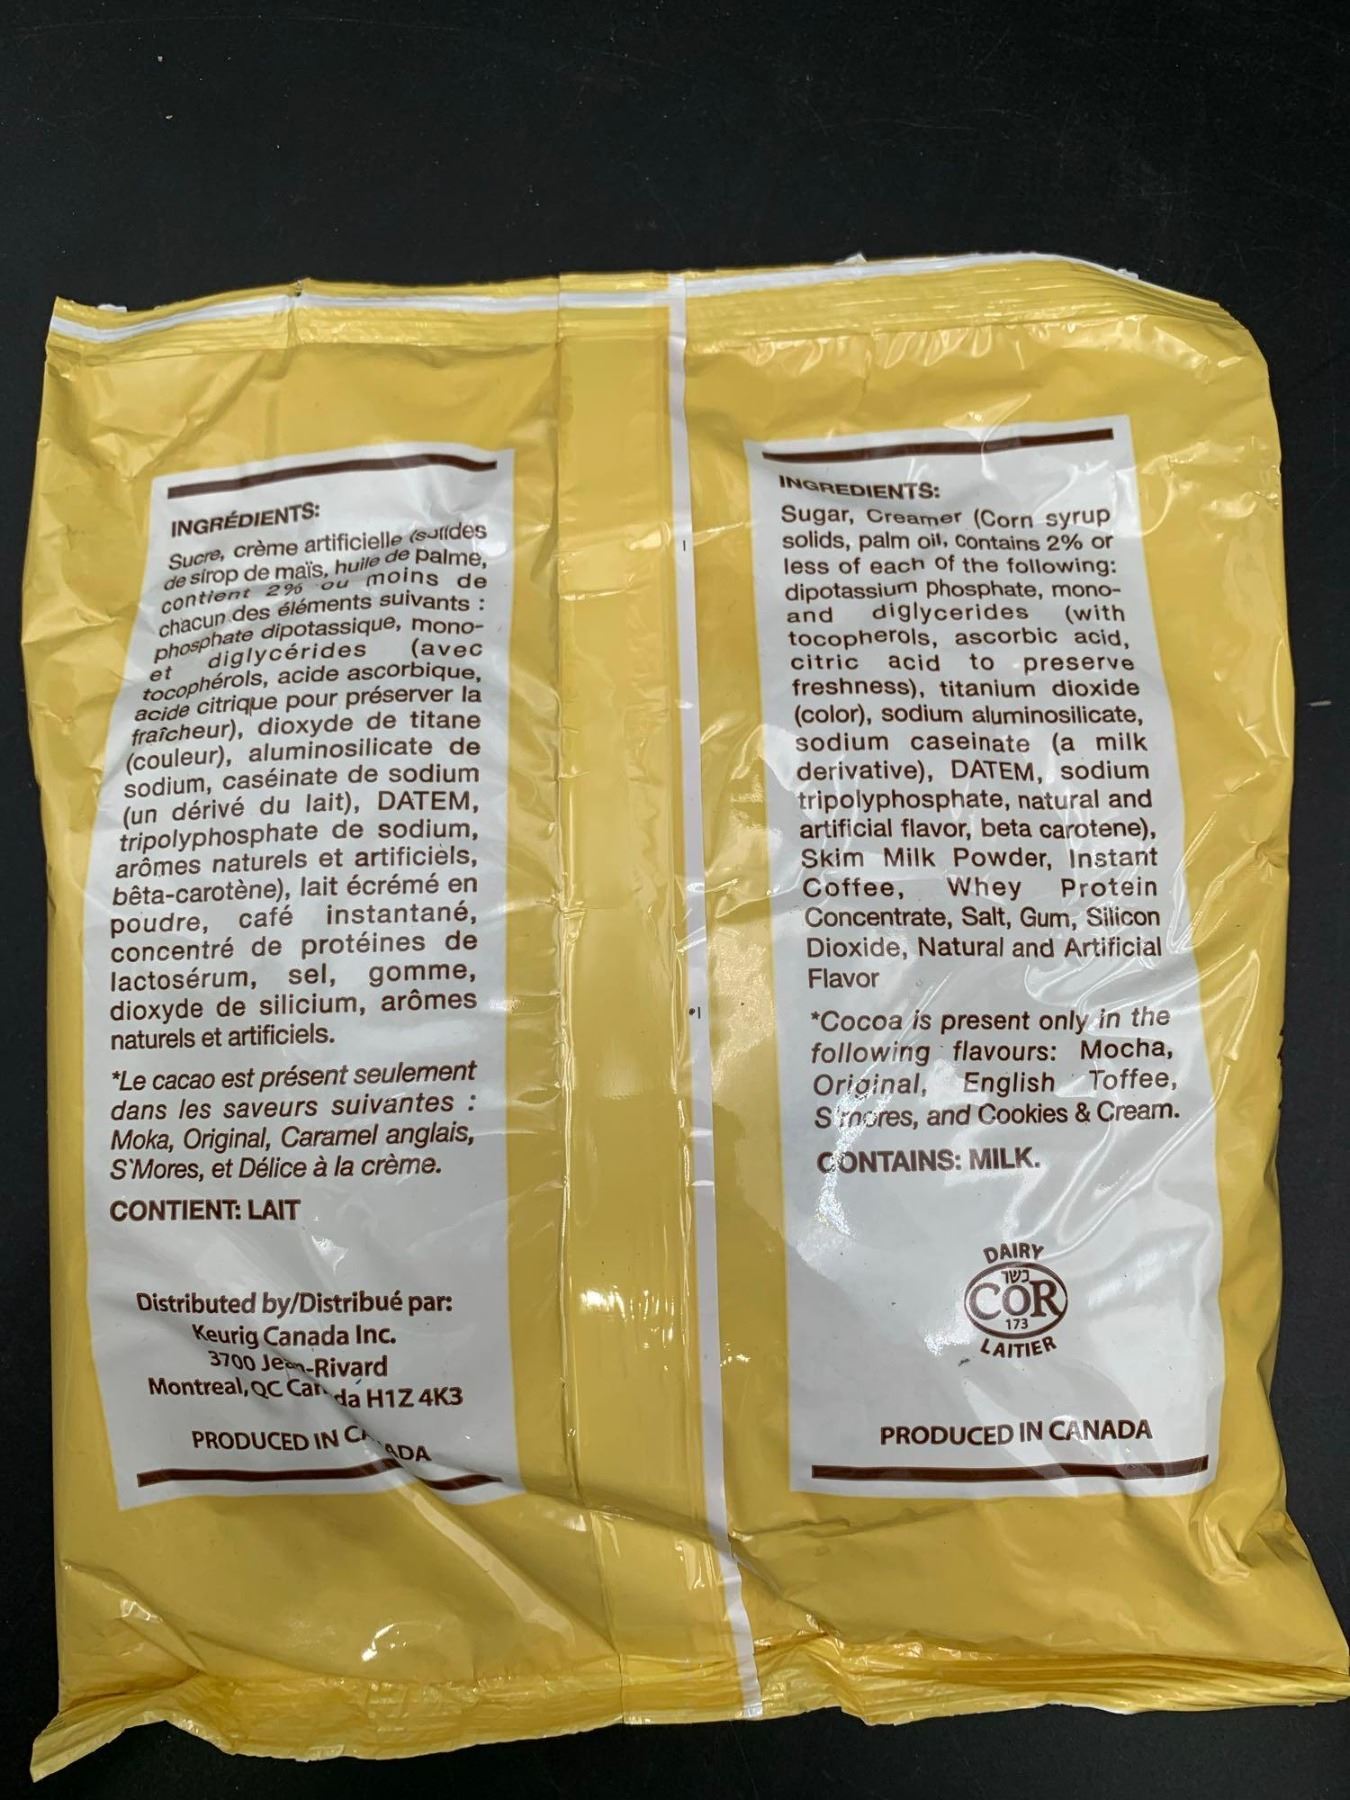 INGRÉDIENTS:
Sucre, crème artificielle (solides
de sirop de maïs, huile de palme,
contient 2% ou moins de
chacun des éléments suivants :
phosphate dipotassique, mono-
et diglycérides (avec
tocophérols, acide ascorbique,
acide citrique pour préserver la
fraîcheur), dioxyde de titane
(couleur), aluminosilicate de
sodium, caséinate de sodium
(un dérivé du lait), DATEM,
tripolyphosphate de sodium,
arômes naturels et artificiels,
bêta-carotène), lait écrémé en
poudre, café instantané,
concentré de protéines de
lactosérum, sel, gomme,
dioxyde de silicium, arômes
naturels et artificiels.
*Le cacao est présent seulement
dans les saveurs suivantes :
Moka, Original, Caramel anglais,
S`Mores, et Délice à la crème.
CONTIENT: LAIT
Distributed by/Distribué par:
Keurig Canada Inc.
3700 Jean-Rivard
Montreal, QC Canada H1Z 4K3
PRODUCED IN CANADA
INGREDIENTS:
Sugar, Creamer (Corn syrup
solids, palm oil, contains 2% or
less of each of the following:
dipotassium phosphate, mono-
and diglycerides (with
tocopherols, ascorbic acid,
citric acid to preserve
freshness), titanium dioxide
(color), sodium aluminosilicate,
sodium caseinate (a milk
derivative), DATEM, sodium
tripolyphosphate, natural and
artificial flavor, beta carotene),
Skim Milk Powder, Instant
Coffee, Whey Protein
Concentrate, Salt, Gum, Silicon
Dioxide, Natural and Artificial
Flavor
*Cocoa is present only in the
following flavours: Mocha,
Original, English Toffee,
S'mores, and Cookies & Cream.
CONTAINS: MILK.
DAIRY
כשר
COR
173
LAITIER
PRODUCED IN CANADA